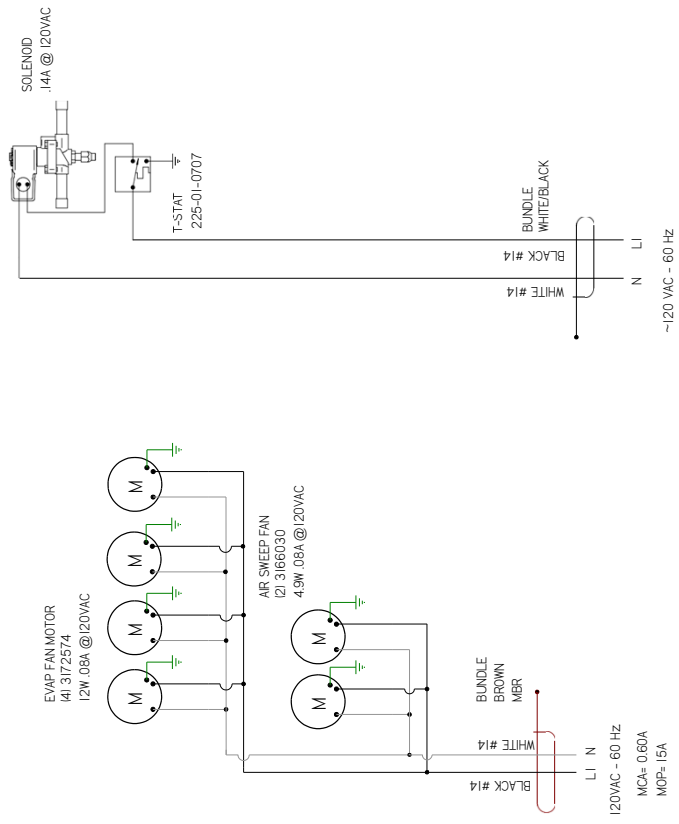 SOLENOID
.14A @ 120VAC
T-STAT
225-01-0707
BUNDLE
WHITE/BLACK
BLACK #14
WHITE #14
L1
N
~120 VAC - 60 Hz
EVAP FAN MOTOR
(4) 3172574
12W .08A @120VAC
M
M
M
M
AIR SWEEP FAN
(2) 3166030
4.9W .08A @120VAC
M
M
BUNDLE
BROWN
MBR
WHITE #14
BLACK #14
L1 N
120VAC - 60 Hz
MCA= 0.60A
MOP= 15A